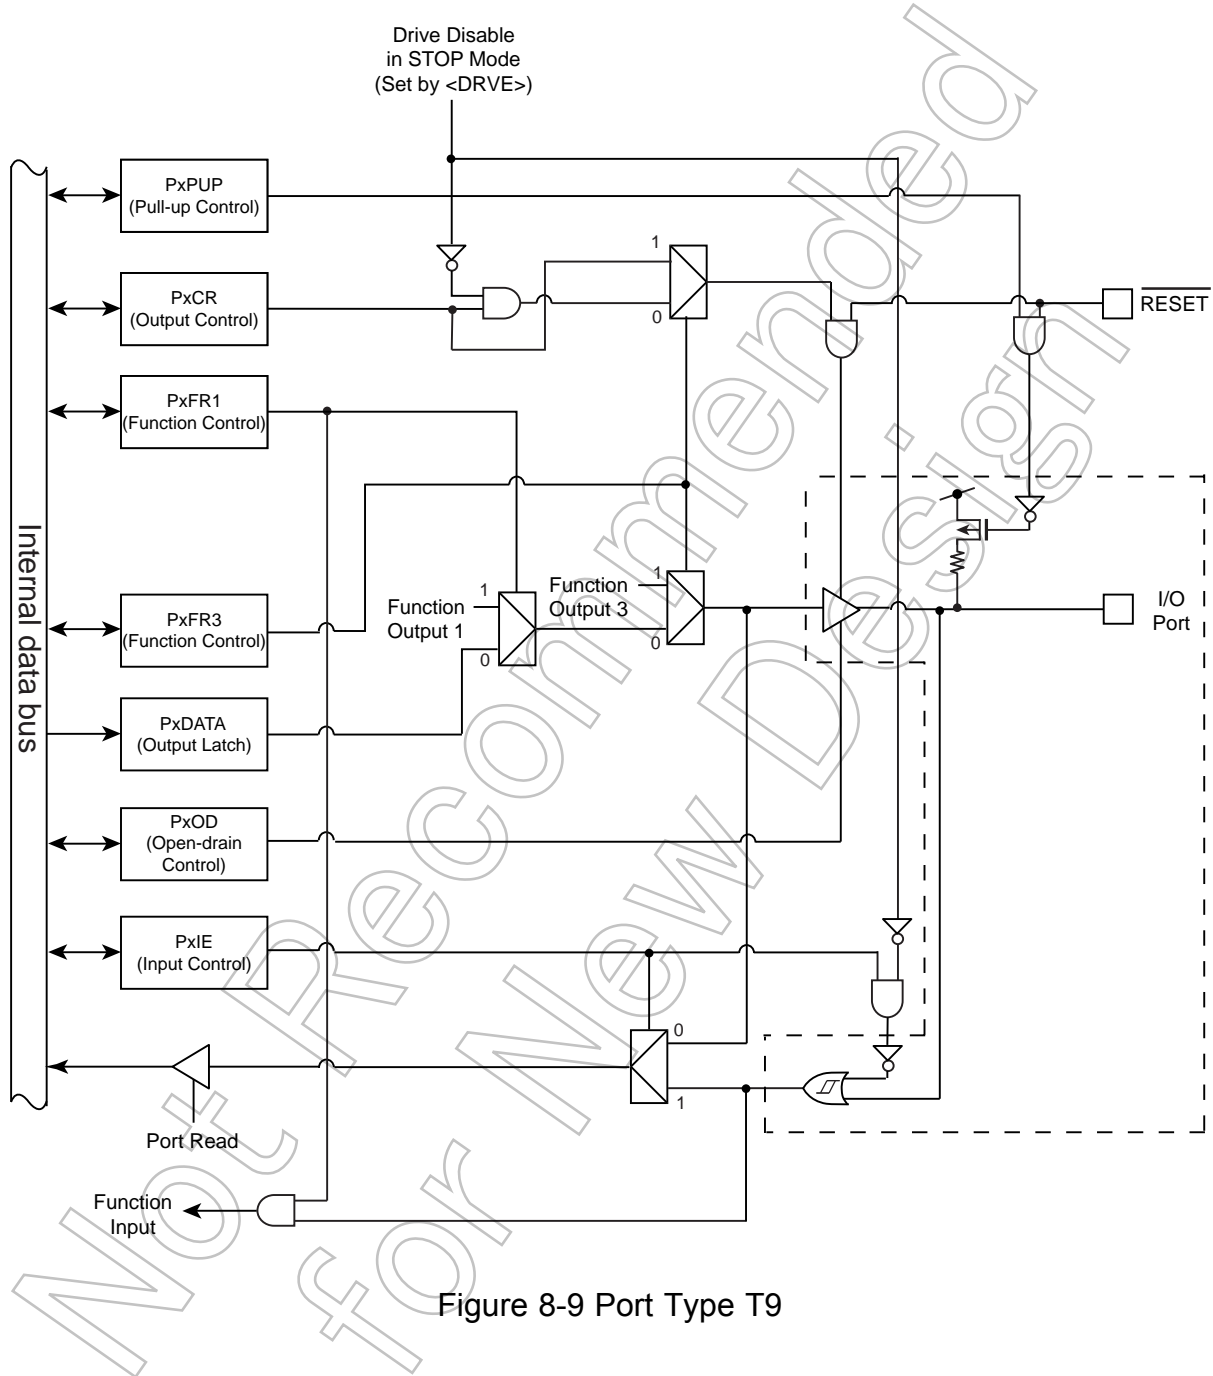 Drive Disable
in STOP Mode
(Set by <DRVE>)
PxPUP
(Pull-up Control)
1
PxCR
(Output Control)
0
RESET
PxFR1
(Function Control)
Internal data bus
1
Function
Output 1
0
Function
Output 3
1
0
PxFR3
(Function Control)
I/O
Port
PxDATA
(Output Latch)
PxOD
(Open-drain
Control)
PxIE
(Input Control)
0
1
Port Read
Function
Input
Not Recommended
for New Design
Figure 8-9 Port Type T9